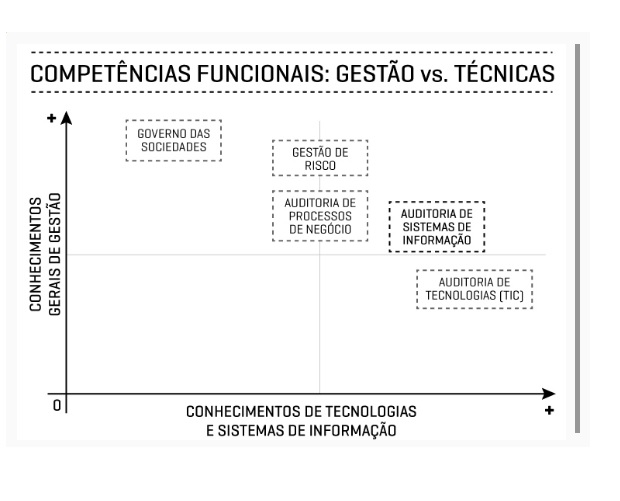 COMPETÊNCIAS FUNCIONAIS: GESTÃO vs. TÉCNICAS
+
GOVERNO DAS
SOCIEDADES
GESTÃO DE
RISCO
AUDITORIA DE
PROCESSOS
DE NEGÓCIO
AUDITORIA DE
SISTEMAS DE
INFORMAÇÃO
AUDITORIA DE
TECNOLOGIAS (TIC)
CONHECIMENTOS
GERAIS DE GESTÃO
0
CONHECIMENTOS DE TECNOLOGIAS
E SISTEMAS DE INFORMAÇÃO
+